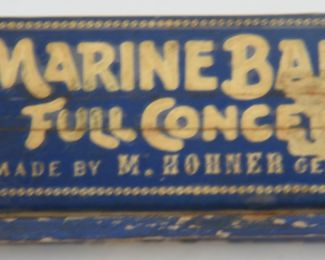 MARINE BA
FULL CONCE
MADE BY M. HOHNER GE